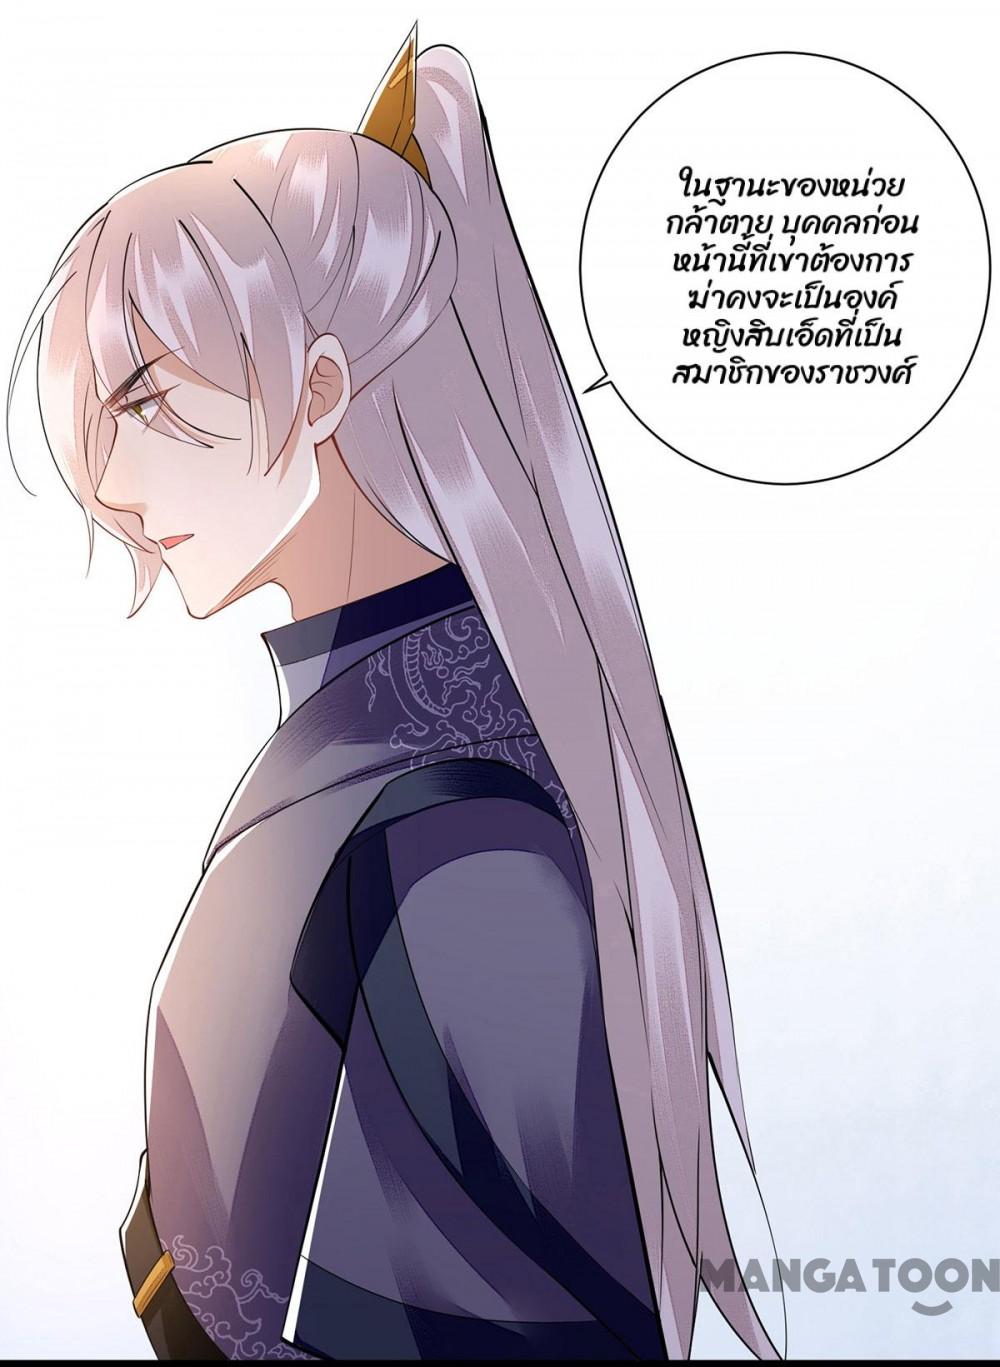 ในฐานะของหน่วย
กล้าตาย บุคคลก่อน
หน้านี้ที่เขาต้องการ
ฆ่าคงจะเป็นองค์
หญิงสิบเอ็ดที่เป็น
สมาชิกของราชวงศ์
MANGATOON